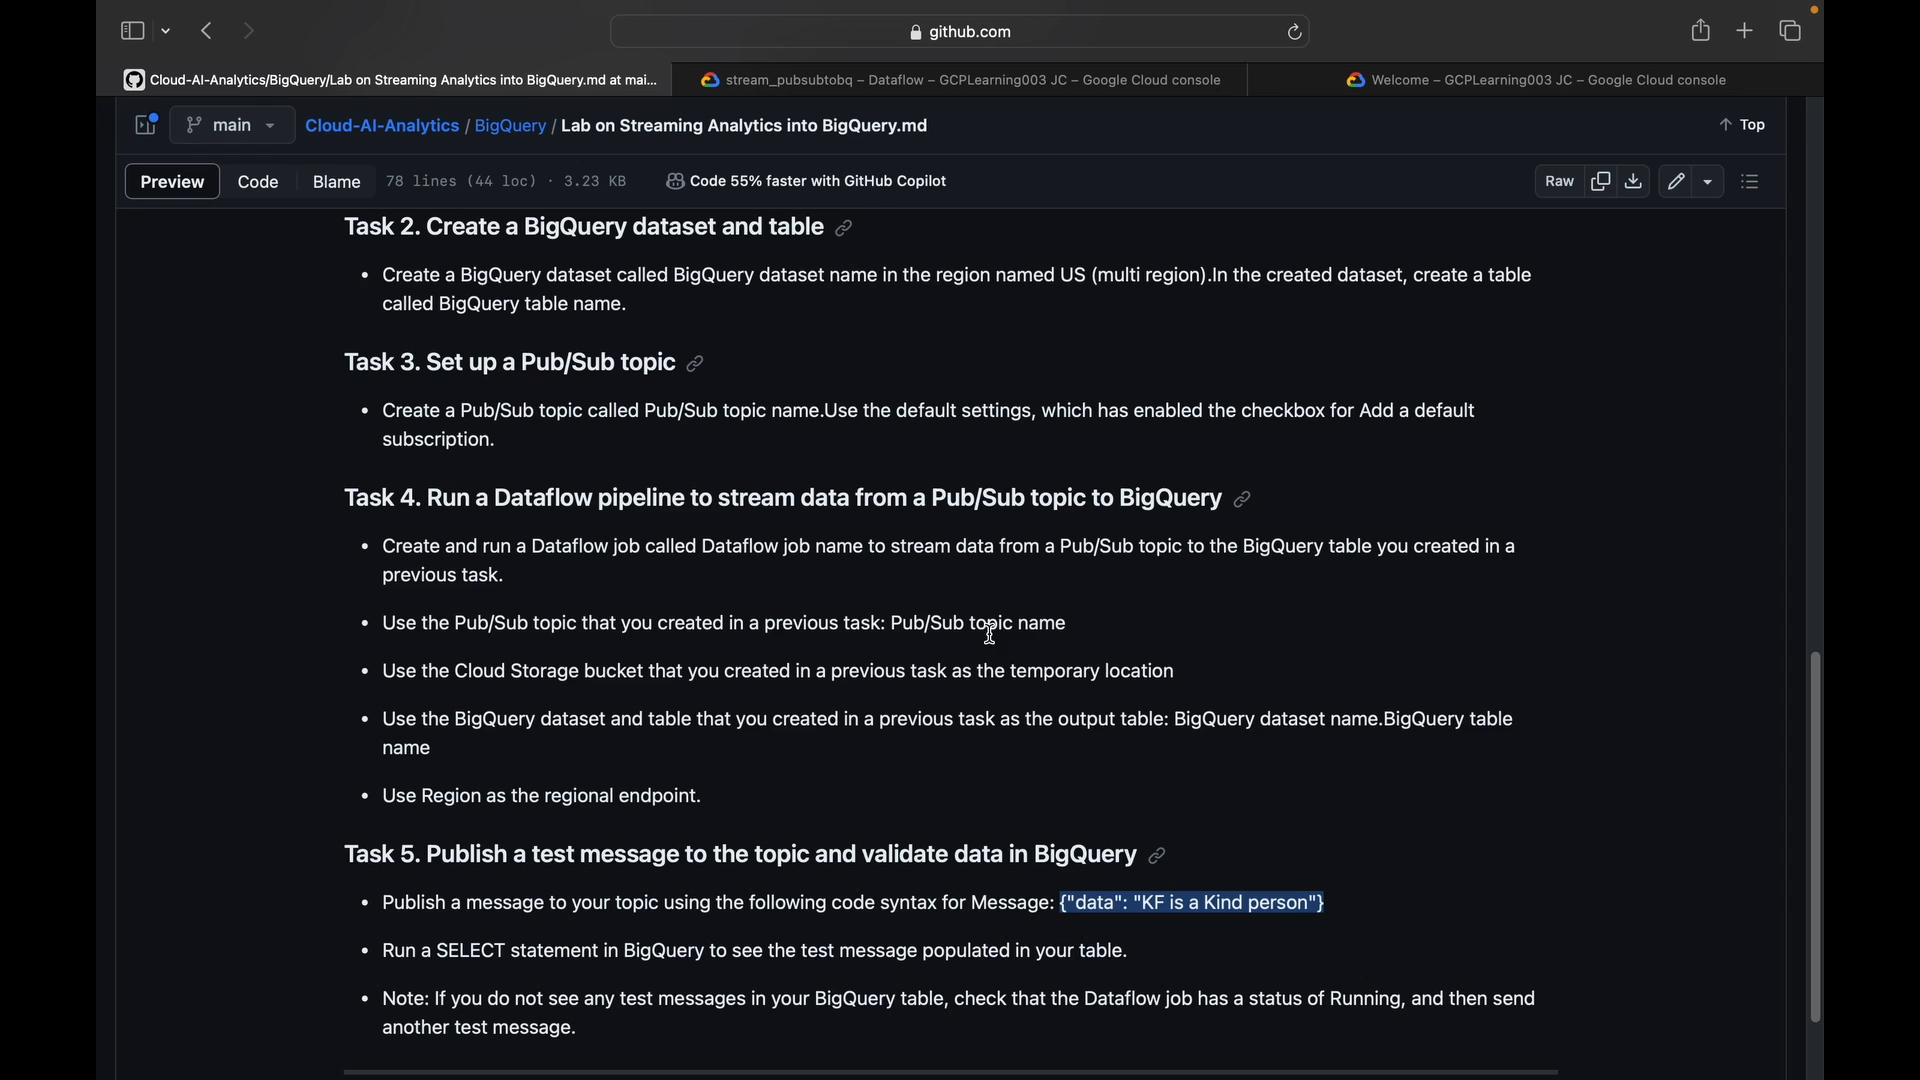 github.com
Cloud-AI-Analytics/BigQuery/Lab on Streaming Analytics into BigQuery.md at mai...
stream_pubsubtobq – Dataflow – GCPLearning003 JC – Google Cloud console
Welcome – GCPLearning003 JC – Google Cloud console
main
Cloud-AI-Analytics / BigQuery / Lab on Streaming Analytics into BigQuery.md
Top
Preview
Code
Blame
78 lines (44 loc) · 3.23 KB
Code 55% faster with GitHub Copilot
Raw
Task 2. Create a BigQuery dataset and table
• Create a BigQuery dataset called BigQuery dataset name in the region named US (multi region).In the created dataset, create a table
called BigQuery table name.
Task 3. Set up a Pub/Sub topic
• Create a Pub/Sub topic called Pub/Sub topic name.Use the default settings, which has enabled the checkbox for Add a default
subscription.
Task 4. Run a Dataflow pipeline to stream data from a Pub/Sub topic to BigQuery
• Create and run a Dataflow job called Dataflow job name to stream data from a Pub/Sub topic to the BigQuery table you created in a
previous task.
• Use the Pub/Sub topic that you created in a previous task: Pub/Sub topic name
• Use the Cloud Storage bucket that you created in a previous task as the temporary location
• Use the BigQuery dataset and table that you created in a previous task as the output table: BigQuery dataset name.BigQuery table
name
• Use Region as the regional endpoint.
Task 5. Publish a test message to the topic and validate data in BigQuery
• Publish a message to your topic using the following code syntax for Message: {"data": "KF is a Kind person"}
• Run a SELECT statement in BigQuery to see the test message populated in your table.
• Note: If you do not see any test messages in your BigQuery table, check that the Dataflow job has a status of Running, and then send
another test message.